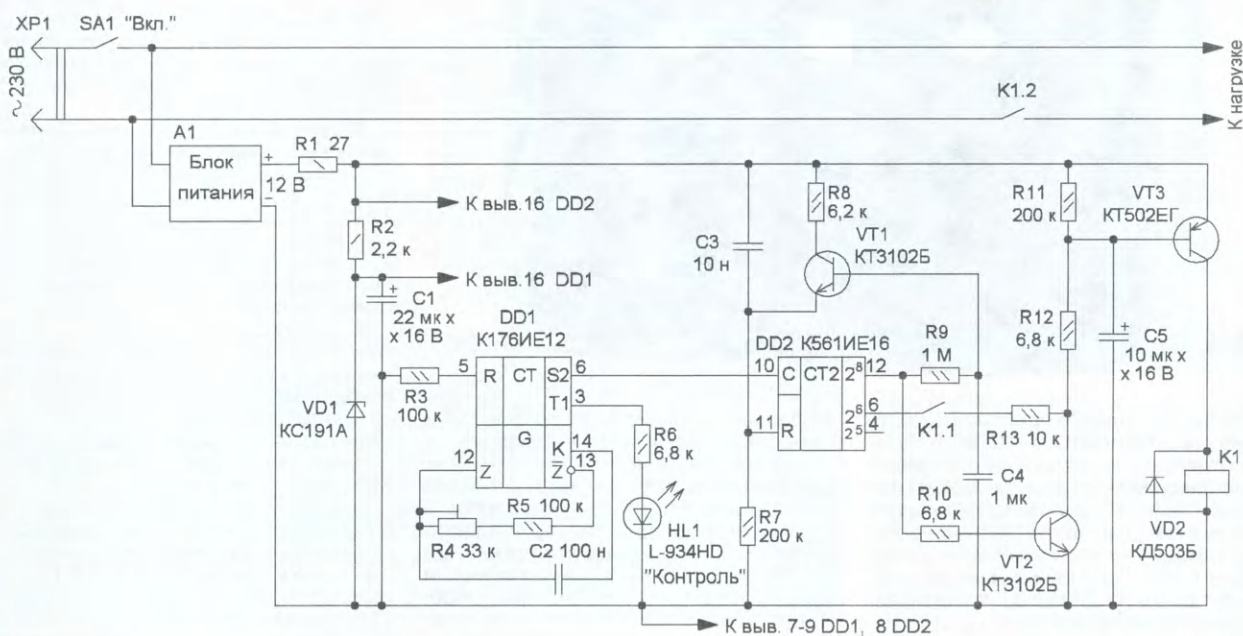 XP1
SA1 "Вкл."
~230 В
К нагрузке
K1.2
A1
Блок
питания
+
12 В
−
R1 27
К выв.16 DD2
R2
2,2 к
К выв.16 DD1
+
C1
22 мк х
х 16 В
C3
10 н
R8
6,2 к
VT1
КТ3102Б
R11
200 к
VT3
КТ502ЕГ
R12
6,8 к
+
C5
10 мк х
х 16 В
DD1
К176ИЕ12
5 R CT S2 6
T1 3
G
K 14
12 Z Z 13
R3
100 к
VD1
КС191А
R5 100 к
R4 33 к
C2 100 н
R6
6,8 к
HL1
L-934HD
"Контроль"
DD2 К561ИЕ16
10 C CT2 2⁸ 12
2⁶ 6
11 R 2⁵ 4
R9
1 М
K1.1
R13 10 к
R7
200 к
C4
1 мк
R10
6,8 к
VT2
КТ3102Б
K1
VD2
КД503Б
К выв. 7-9 DD1, 8 DD2